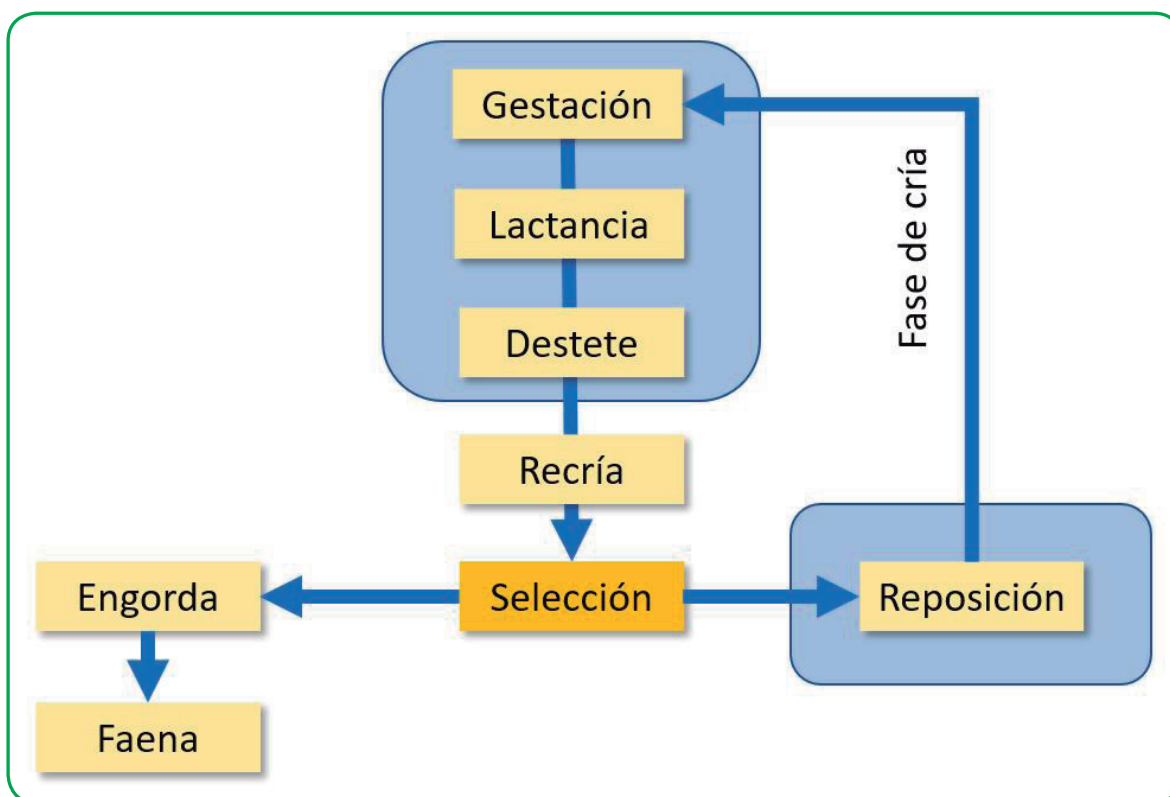 Gestación
Lactancia
Destete
Fase de cría
Recría
Engorda
Selección
Reposición
Faena